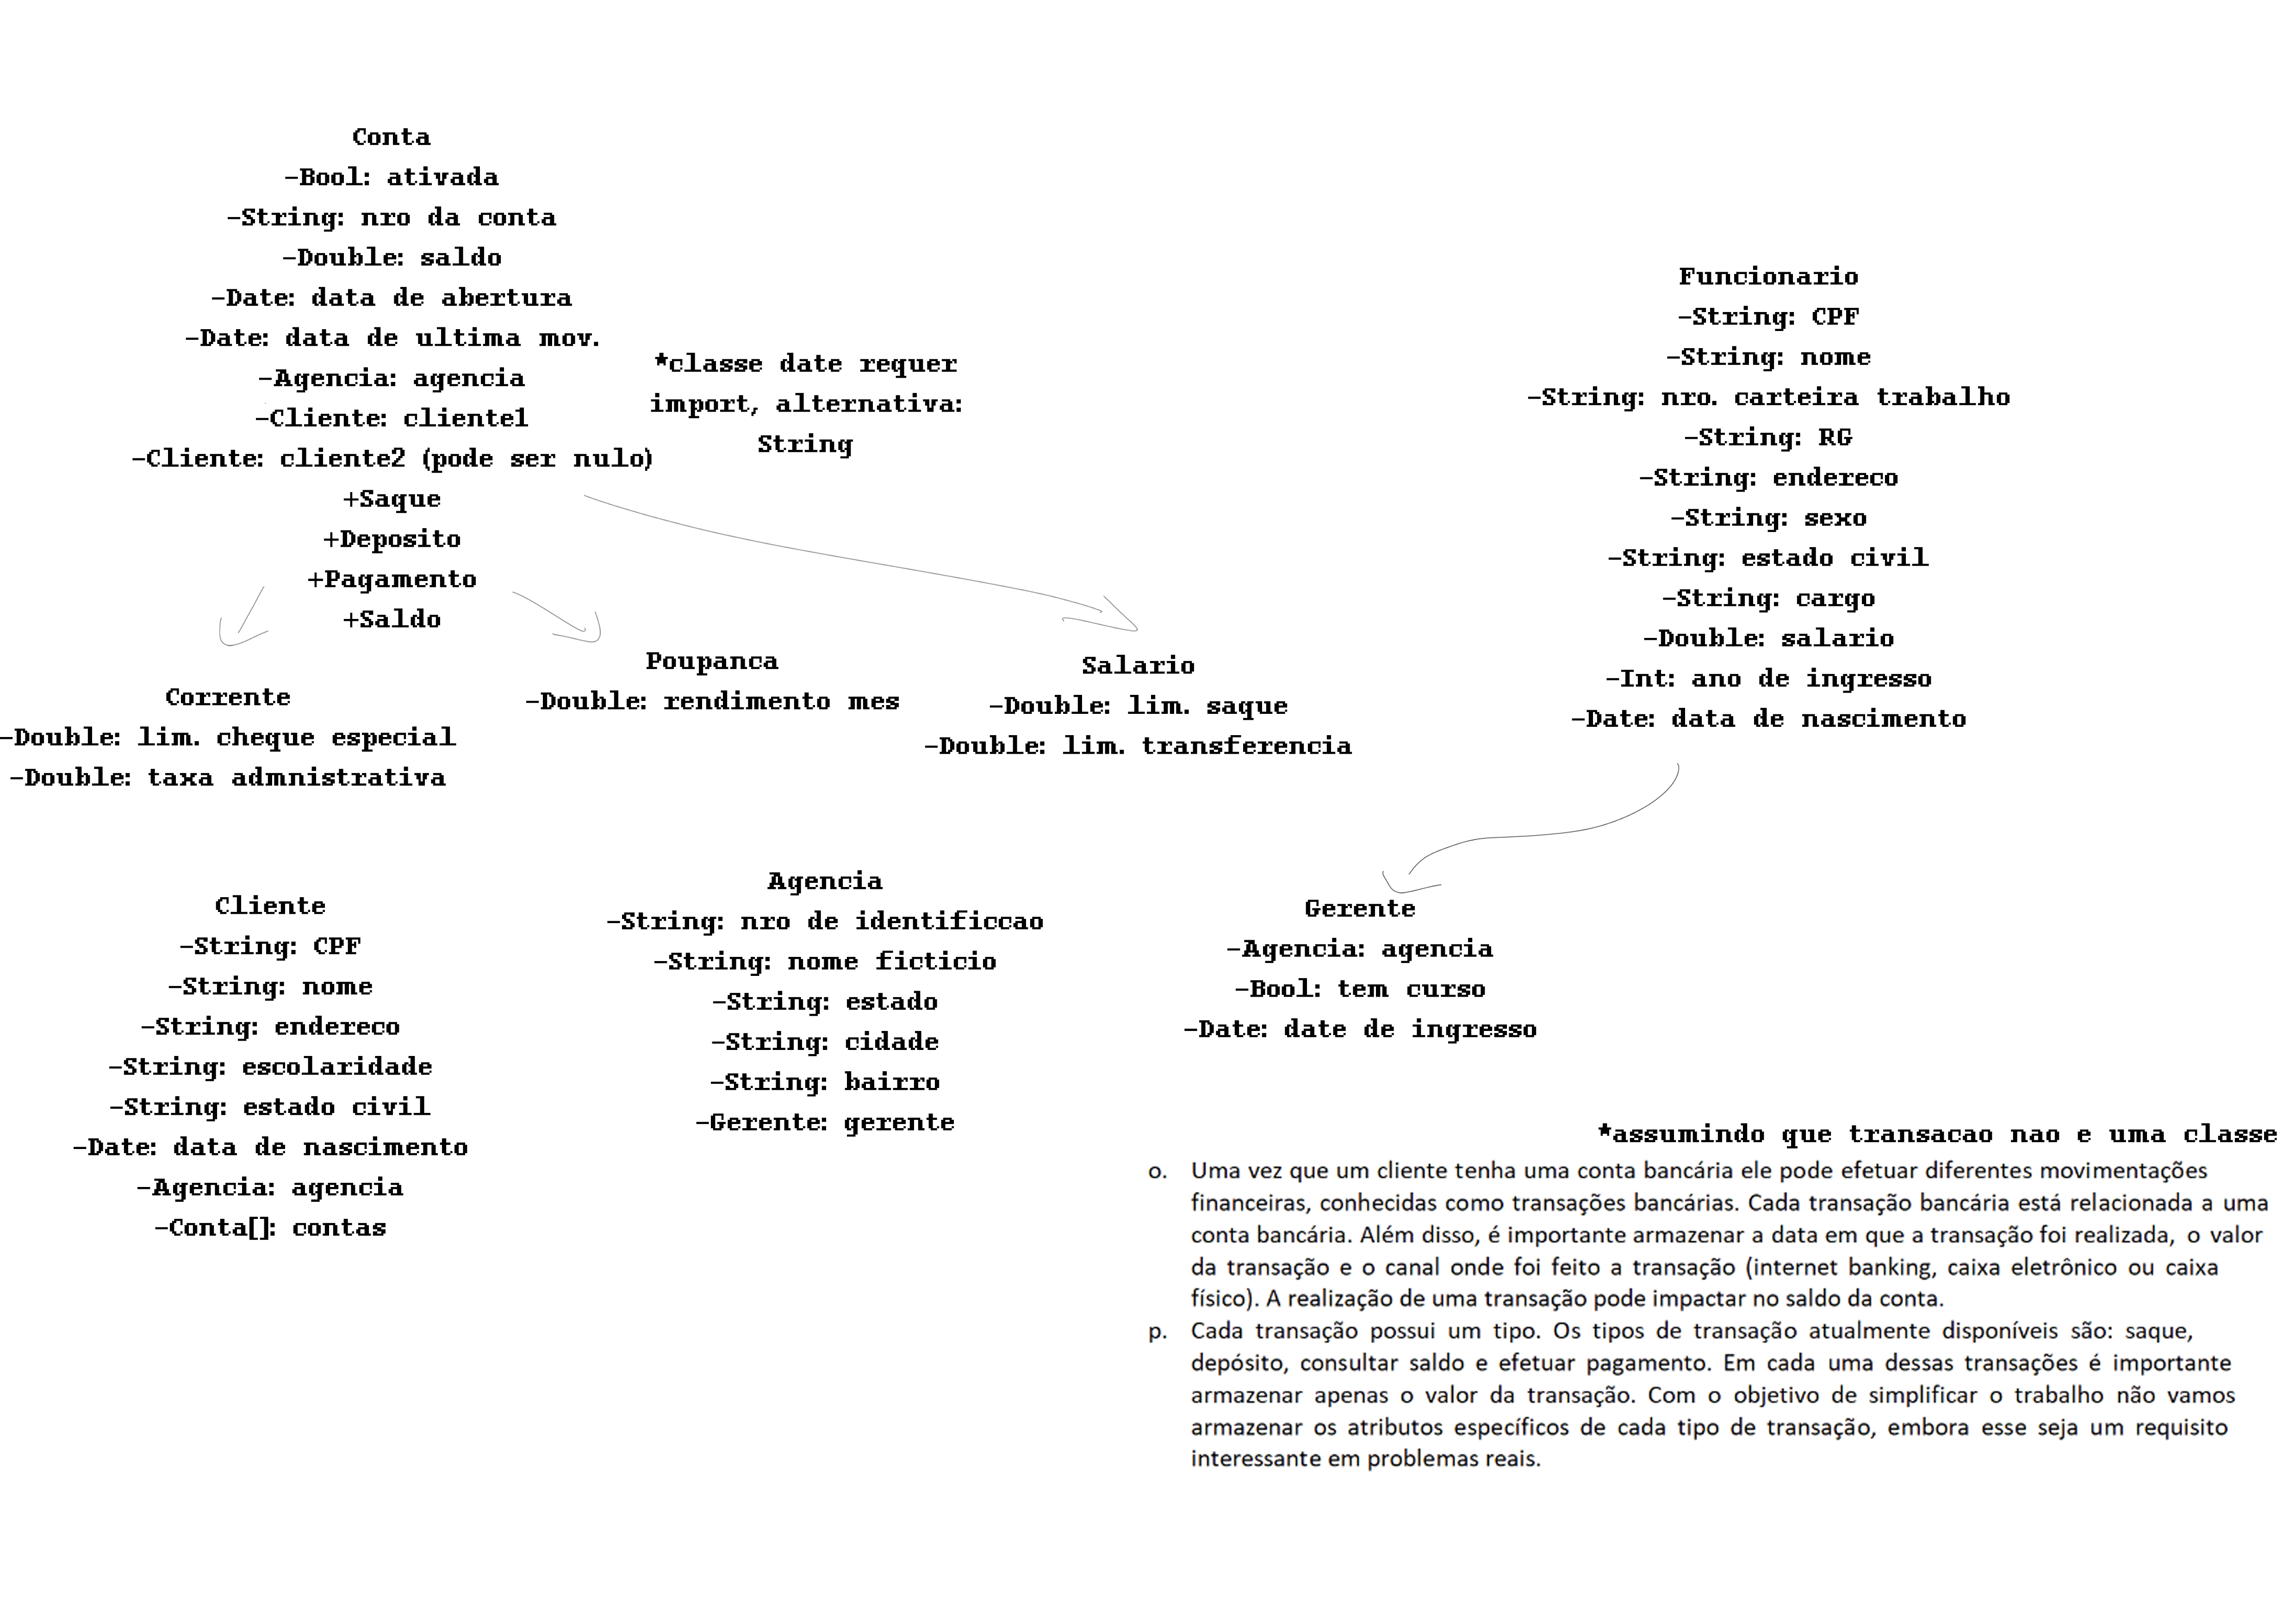 Conta
-Bool: ativada
-String: nro da conta
-Double: saldo
-Date: data de abertura
-Date: data de ultima mov.
-Agencia: agencia
-Cliente: cliente1
-Cliente: cliente2 (pode ser nulo)
+Saque
+Deposito
+Pagamento
+Saldo
*classe date requer
import, alternativa:
String
Funcionario
-String: CPF
-String: nome
-String: nro. carteira trabalho
-String: RG
-String: endereco
-String: sexo
-String: estado civil
-String: cargo
-Double: salario
-Int: ano de ingresso
-Date: data de nascimento
Corrente
-Double: lim. cheque especial
-Double: taxa admnistrativa
Poupanca
-Double: rendimento mes
Salario
-Double: lim. saque
-Double: lim. transferencia
Cliente
-String: CPF
-String: nome
-String: endereco
-String: escolaridade
-String: estado civil
-Date: data de nascimento
-Agencia: agencia
-Conta[]: contas
Agencia
-String: nro de identificcao
-String: nome ficticio
-String: estado
-String: cidade
-String: bairro
-Gerente: gerente
Gerente
-Agencia: agencia
-Bool: tem curso
-Date: date de ingresso
*assumindo que transacao nao e uma classe
o. Uma vez que um cliente tenha uma conta bancária ele pode efetuar diferentes movimentações
financeiras, conhecidas como transações bancárias. Cada transação bancária está relacionada a uma
conta bancária. Além disso, é importante armazenar a data em que a transação foi realizada, o valor
da transação e o canal onde foi feito a transação (internet banking, caixa eletrônico ou caixa
físico). A realização de uma transação pode impactar no saldo da conta.
p. Cada transação possui um tipo. Os tipos de transação atualmente disponíveis são: saque,
depósito, consultar saldo e efetuar pagamento. Em cada uma dessas transações é importante
armazenar apenas o valor da transação. Com o objetivo de simplificar o trabalho não vamos
armazenar os atributos específicos de cada tipo de transação, embora esse seja um requisito
interessante em problemas reais.